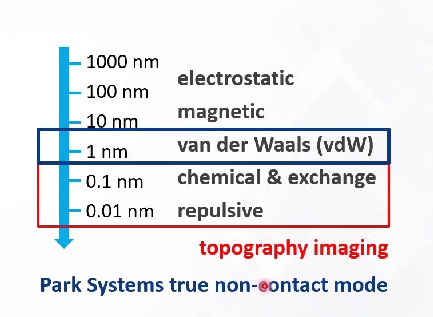 1000 nm
electrostatic
100 nm
magnetic
10 nm
van der Waals (vdW)
1 nm
chemical & exchange
0.1 nm
0.01 nm repulsive
topography imaging
Park Systems true non-contact mode